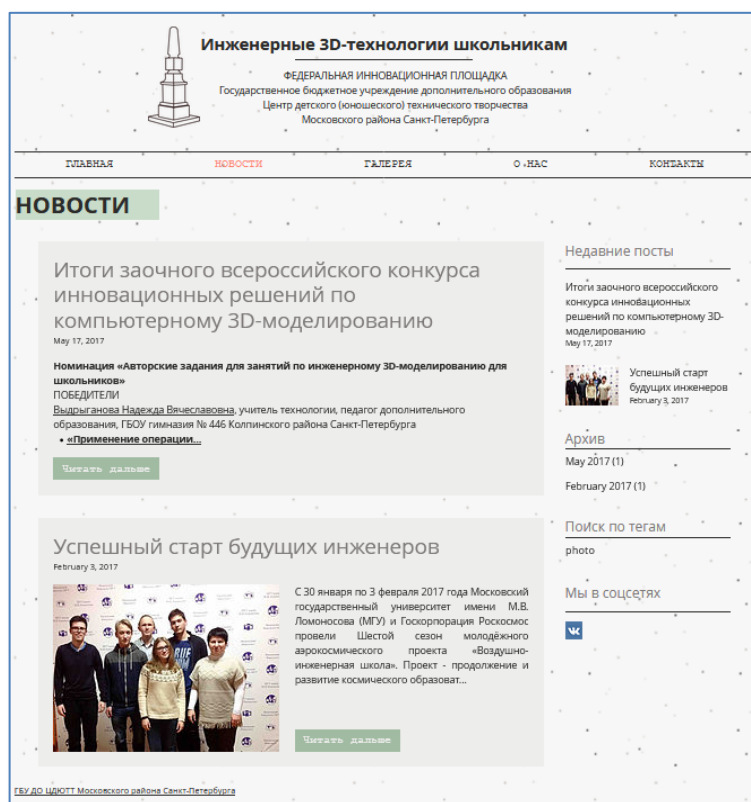 Инженерные 3D-технологии школьникам
ФЕДЕРАЛЬНАЯ ИННОВАЦИОННАЯ ПЛОЩАДКА
Государственное бюджетное учреждение дополнительного образования
Центр детского (юношеского) технического творчества
Московского района Санкт-Петербурга
ГЛАВНАЯ НОВОСТИ ГАЛЕРЕЯ О НАС КОНТАКТЫ
НОВОСТИ
Итоги заочного всероссийского конкурса
инновационных решений по
компьютерному 3D-моделированию
May 17, 2017
Номинация «Авторские задания для занятий по инженерному 3D-моделированию для
школьников»
ПОБЕДИТЕЛИ
Выдрыганова Надежда Вячеславовна, учитель технологии, педагог дополнительного
образования, ГБОУ гимназия № 446 Колпинского района Санкт-Петербурга
• «Применение операции...
Читать дальше
Успешный старт будущих инженеров
February 3, 2017
С 30 января по 3 февраля 2017 года Московский
государственный университет имени М.В.
Ломоносова (МГУ) и Госкорпорация Роскосмос
провели Шестой сезон молодёжного
аэрокосмического проекта «Воздушно-
инженерная школа». Проект - продолжение и
развитие космического образоват...
Читать дальше
Недавние посты
Итоги заочного всероссийского
конкурса инновационных
решений по компьютерному 3D-
моделированию
May 17, 2017
Успешный старт
будущих инженеров
February 3, 2017
Архив
May 2017 (1)
February 2017 (1)
Поиск по тегам
photo
Мы в соцсетях
ГБУ ДО ЦДЮТТ Московского района Санкт-Петербурга